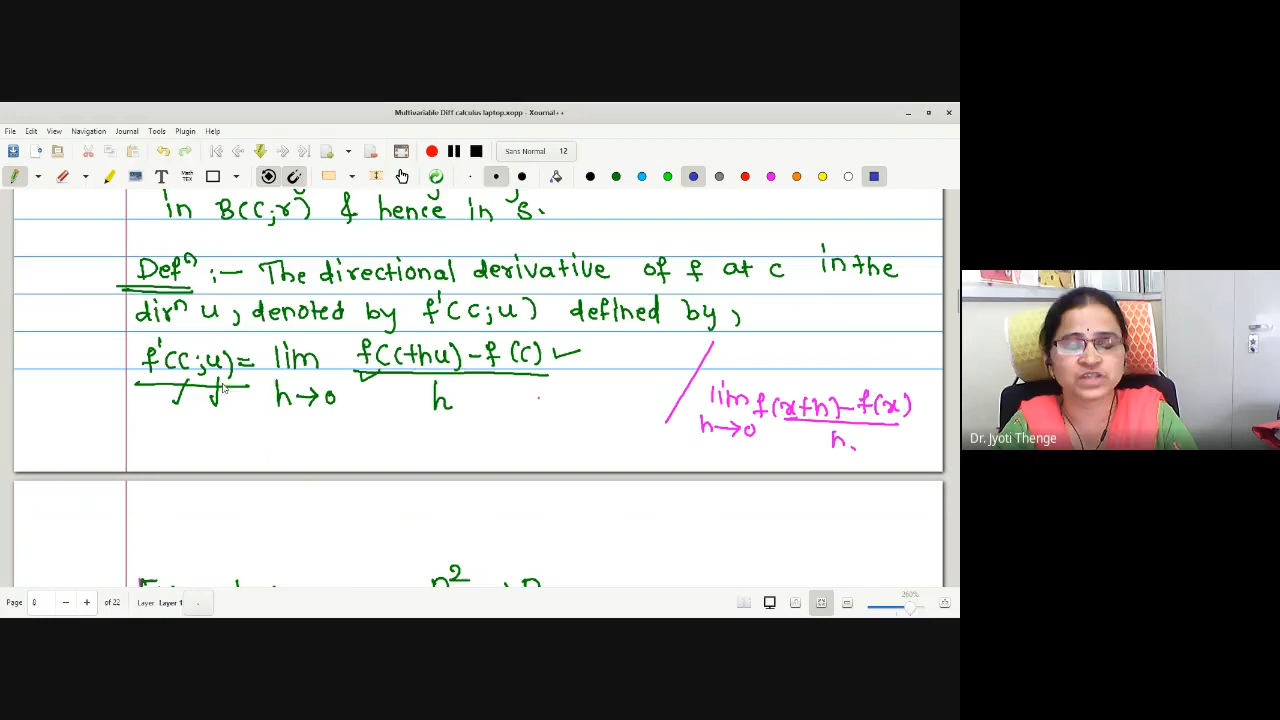 Multivariable Diff calculus laptop.xopp - Xournal++
File Edit View Navigation Journal Tools Plugin Help
Sans Normal 12
in B(c;r) & hence in S.
Defⁿ :- The directional derivative of f at c in the
dirⁿ u, denoted by f'(c;u) defined by,
f'(c;u) = lim f(c+hu) - f(c)
h→0 h
lim f(x+h) - f(x)
h→0 h.
Dr. Jyoti Thenge
n²
Page 8 of 22 Layer Layer 1 260%